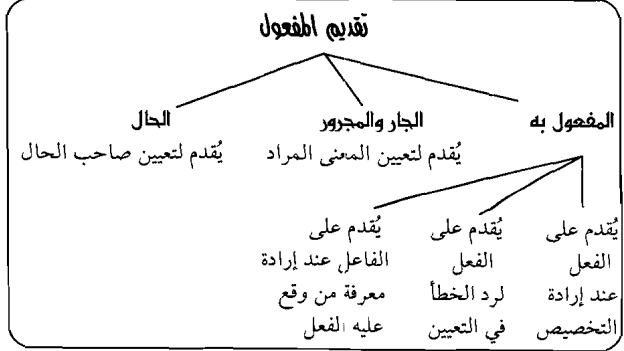 تقديم المفعول
المفعول به
الجار والمجرور
الحال
يُقدم لتعيين المعنى المراد
يُقدم لتعيين صاحب الحال
يُقدم على
الفعل
عند إرادة
التخصيص
يُقدم على
الفعل
لرد الخطأ
في التعيين
يُقدم على
الفاعل عند إرادة
معرفة من وقع
عليه الفعل